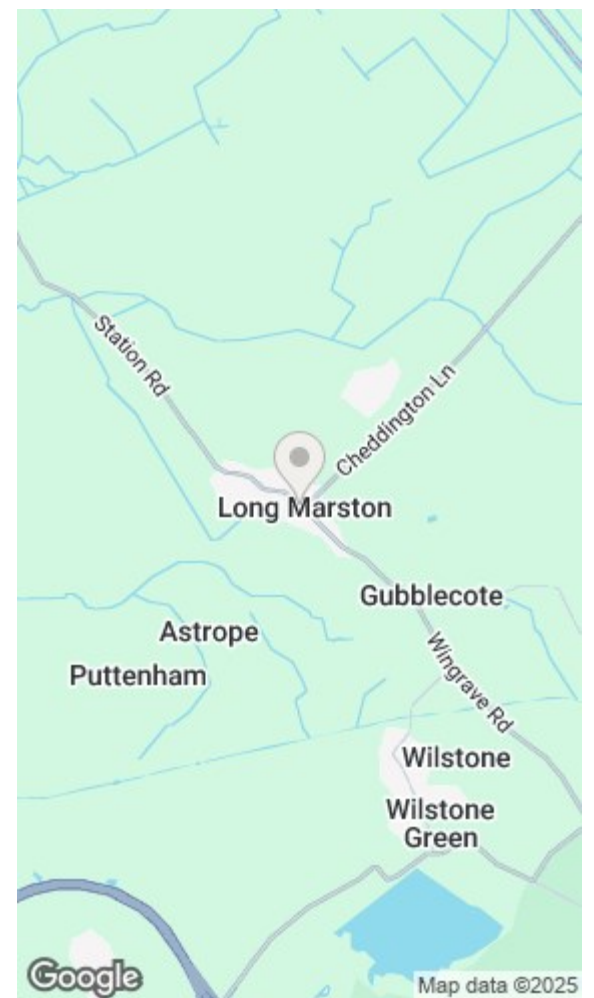 Station Rd
Cheddington Ln
Long Marston
Gubblecote
Astrope
Puttenham
Wingrave Rd
Wilstone
Wilstone
Green
Google
Map data ©2025